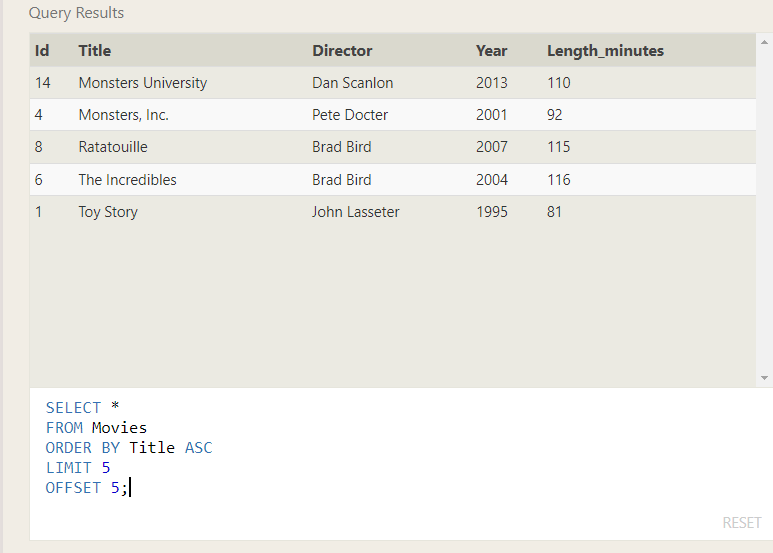 Query Results
Id Title Director Year Length_minutes
14 Monsters University Dan Scanlon 2013 110
4 Monsters, Inc. Pete Docter 2001 92
8 Ratatouille Brad Bird 2007 115
6 The Incredibles Brad Bird 2004 116
1 Toy Story John Lasseter 1995 81
SELECT *
FROM Movies
ORDER BY Title ASC
LIMIT 5
OFFSET 5;
RESET